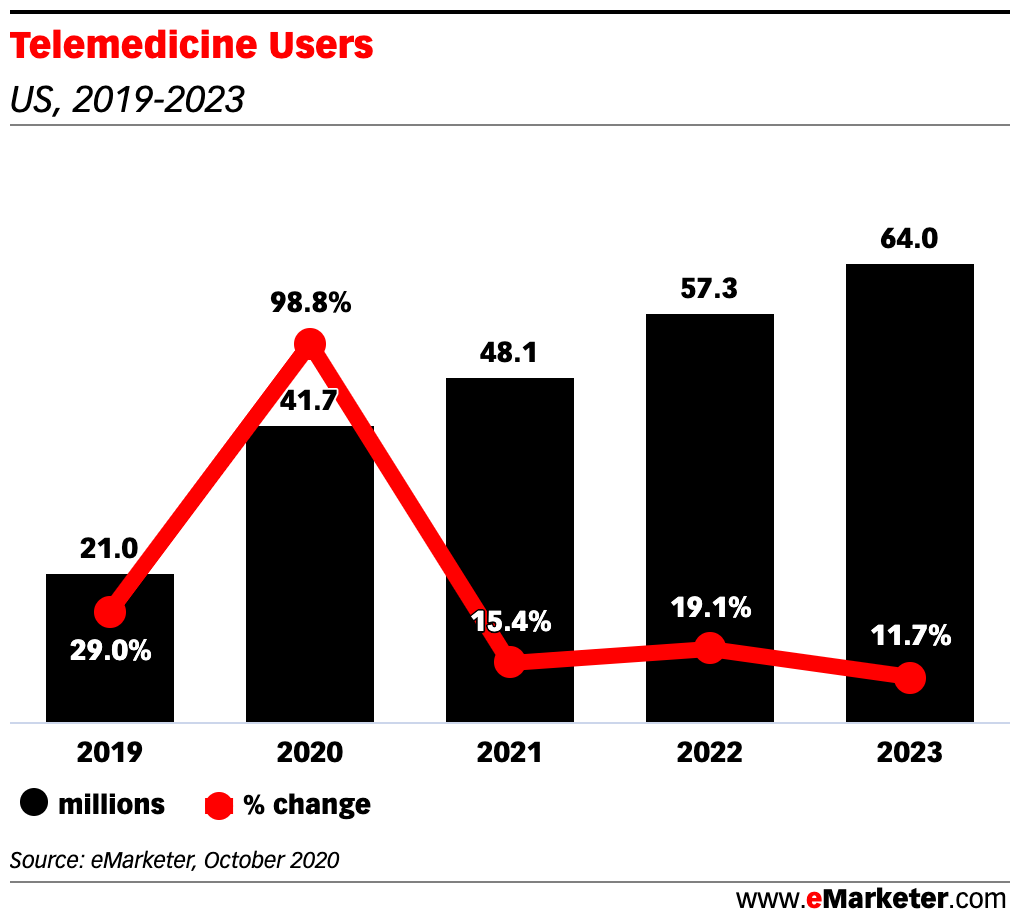 Telemedicine Users
US, 2019-2023
64.0
57.3
98.8%
48.1
41.7
21.0
19.1%
15.4%
11.7%
29.0%
2019 2020 2021 2022 2023
millions % change
Source: eMarketer, October 2020
www.eMarketer.com